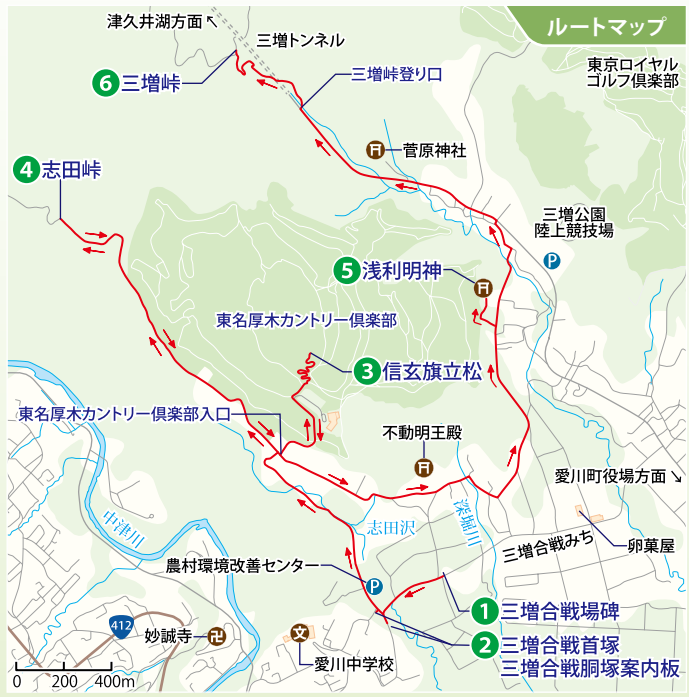 ルートマップ
津久井湖方面
三増トンネル
東京ロイヤル
ゴルフ倶楽部
6 三増峠
三増峠登り口
菅原神社
4 志田峠
三増公園
陸上競技場
P
5 浅利明神
東名厚木カントリー倶楽部
3 信玄旗立松
東名厚木カントリー倶楽部入口
不動明王殿
愛川町役場方面
中津川
志田沢
深堀川
三増合戦みち
卵菓屋
農村環境改善センター
P
1 三増合戦場碑
412
妙誠寺
卍
文
愛川中学校
2 三増合戦首塚
三増合戦胴塚案内板
0 200 400m